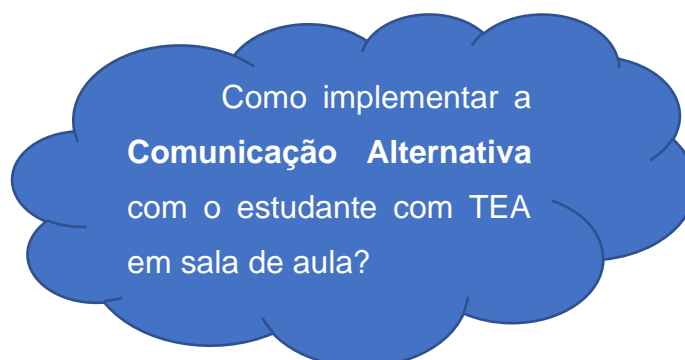 Como implementar a
Comunicação Alternativa
com o estudante com TEA
em sala de aula?